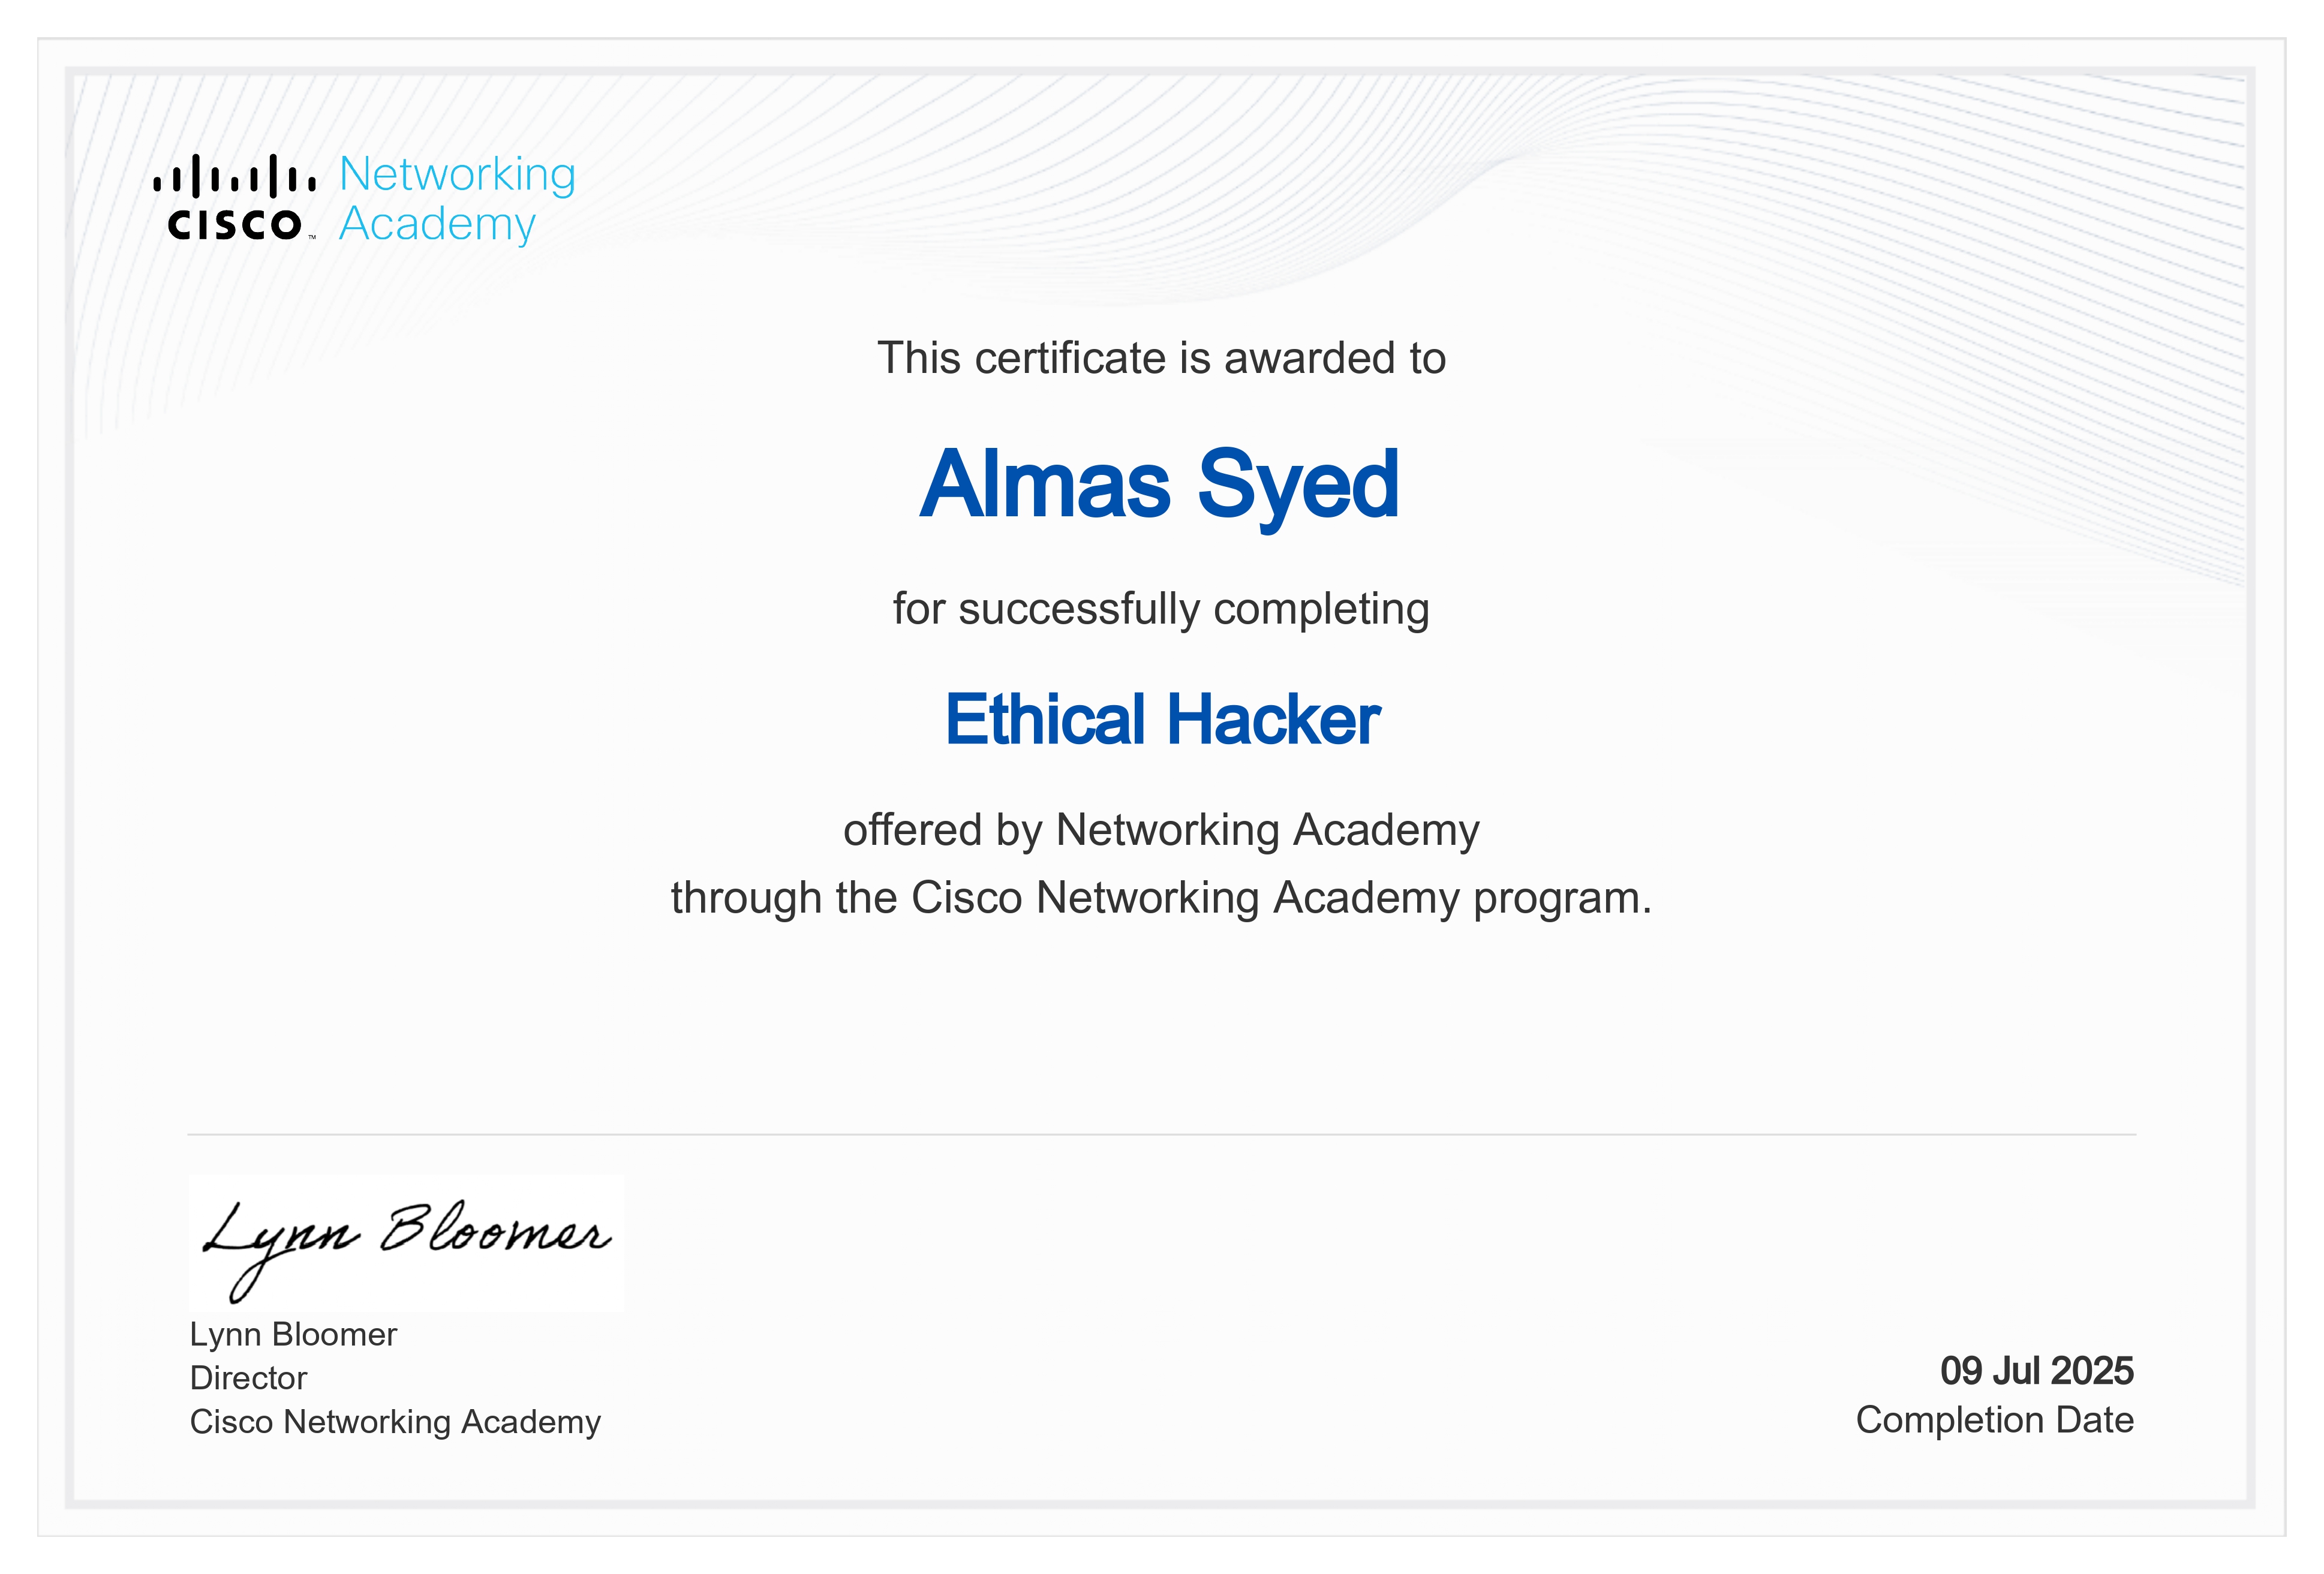 Networking
Academy
CISCO™
This certificate is awarded to
Almas Syed
for successfully completing
Ethical Hacker
offered by Networking Academy
through the Cisco Networking Academy program.
Lynn Bloomer
Lynn Bloomer
Director
Cisco Networking Academy
09 Jul 2025
Completion Date